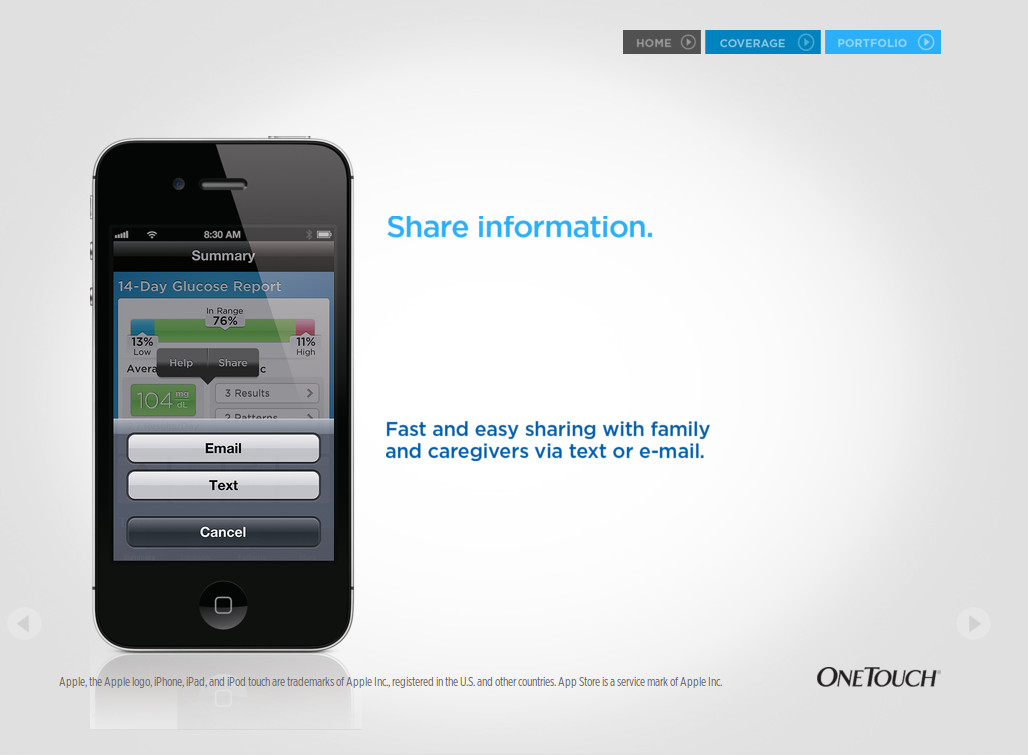 HOME
COVERAGE
PORTFOLIO
8:30 AM
Summary
14-Day Glucose Report
In Range
76%
13%
Low
11%
High
Help
Share
Avera
c
104 mg/dL
3 Results
2 Patterns
Email
Text
Cancel
Share information.
Fast and easy sharing with family
and caregivers via text or e-mail.
Apple, the Apple logo, iPhone, iPad, and iPod touch are trademarks of Apple Inc., registered in the U.S. and other countries. App Store is a service mark of Apple Inc.
ONETOUCH®